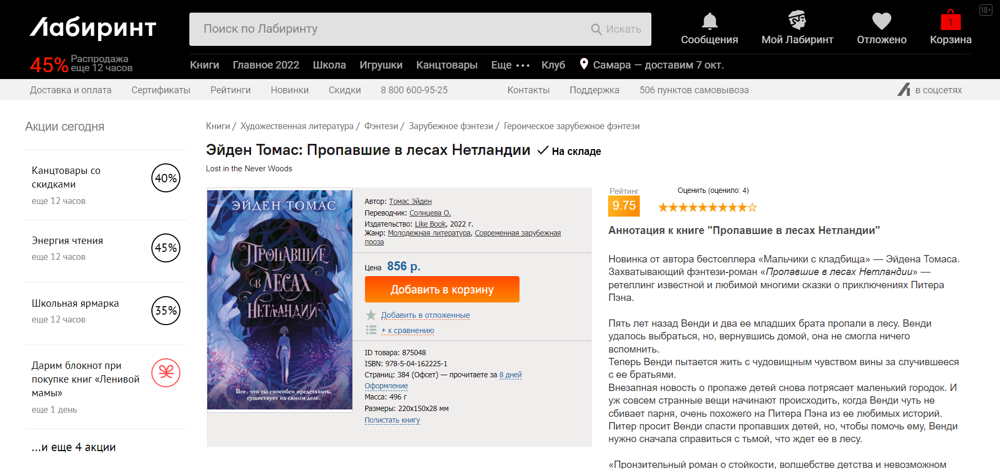 Лабиринт
Поиск по Лабиринту
Искать
Сообщения
Мой Лабиринт
Отложено
1
Корзина
18+
45% Распродажа
еще 12 часов
Книги
Главное 2022
Школа
Игрушки
Канцтовары
Еще •••
Клуб
Самара — доставим 7 окт.
Доставка и оплата
Сертификаты
Рейтинги
Новинки
Скидки
8 800 600-95-25
Контакты
Поддержка
506 пунктов самовывоза
в соцсетях
Акции сегодня
Канцтовары со
скидками
40%
еще 12 часов
Энергия чтения
45%
еще 12 часов
Школьная ярмарка
35%
еще 12 часов
Дарим блокнот при
покупке книг «Ленивой
мамы»
еще 1 день
...и еще 4 акции
Книги / Художественная литература / Фэнтези / Зарубежное фэнтези / Героическое зарубежное фэнтези
Эйден Томас: Пропавшие в лесах Нетландии На складе
Lost in the Never Woods
ЭЙДЕН ТОМАС
ПРОПАВШИЕ
В ЛЕСАХ
НЕТЛАНДИИ
Все, что ты способен представить,
существует на самом деле.
Автор: Томас Эйден
Переводчик: Солнцева О.
Издательство: Like Book, 2022 г.
Жанр: Молодежная литература, Современная зарубежная
проза
Цена 856 р.
Добавить в корзину
Добавить в отложенные
+ к сравнению
ID товара: 875048
ISBN: 978-5-04-162225-1
Страниц: 384 (Офсет) — прочитаете за 8 дней
Оформление
Масса: 496 г
Размеры: 220x150x28 мм
Полистать книгу
Рейтинг
9.75
Оценить (оценило: 4)
Аннотация к книге "Пропавшие в лесах Нетландии"
Новинка от автора бестселлера «Мальчики с кладбища» — Эйдена Томаса.
Захватывающий фэнтези-роман «Пропавшие в лесах Нетландии» —
ретеллинг известной и любимой многими сказки о приключениях Питера
Пэна.
Пять лет назад Венди и два ее младших брата пропали в лесу. Венди
удалось выбраться, но, вернувшись домой, она не смогла ничего
вспомнить.
Теперь Венди пытается жить с чудовищным чувством вины за случившееся
с ее братьями.
Внезапная новость о пропаже детей снова потрясает маленький городок. И
уж совсем странные вещи начинают происходить, когда Венди чуть не
сбивает парня, очень похожего на Питера Пэна из ее любимых историй.
Питер просит Венди спасти пропавших детей, но, чтобы помочь ему, Венди
нужно сначала справиться с тьмой, что ждет ее в лесу.
«Пронзительный роман о стойкости, волшебстве детства и невозможном